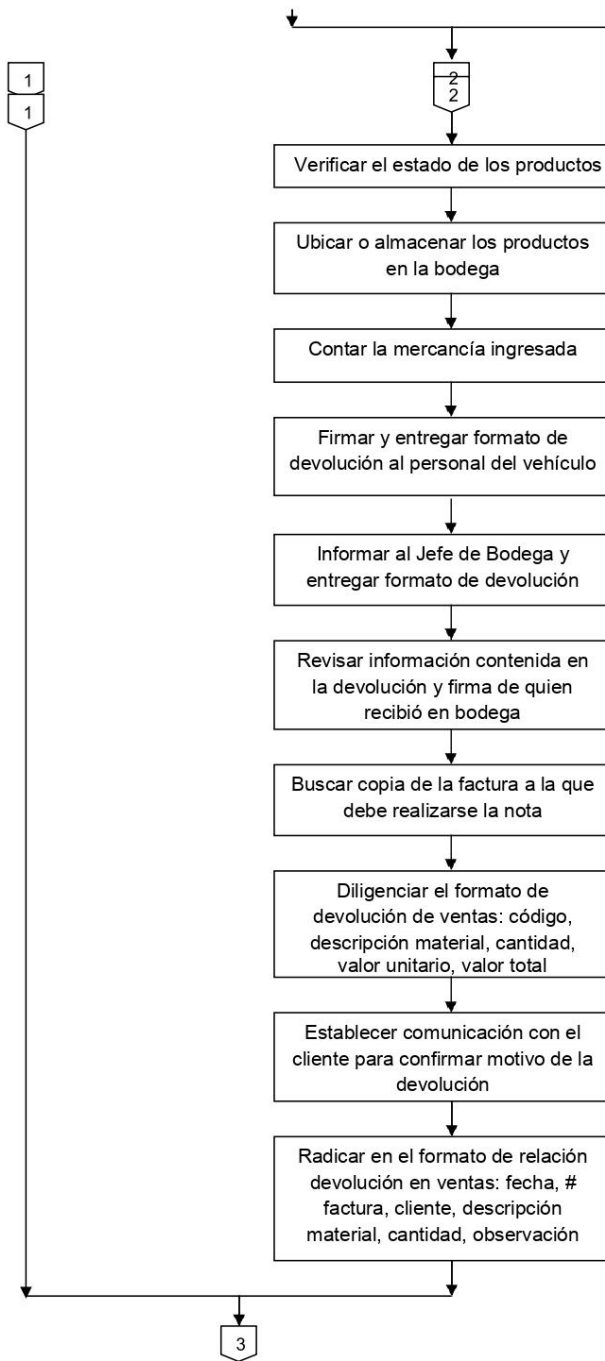 1
1
2
2
Verificar el estado de los productos
Ubicar o almacenar los productos
en la bodega
Contar la mercancía ingresada
Firmar y entregar formato de
devolución al personal del vehículo
Informar al Jefe de Bodega y
entregar formato de devolución
Revisar información contenida en
la devolución y firma de quien
recibió en bodega
Buscar copia de la factura a la que
debe realizarse la nota
Diligenciar el formato de
devolución de ventas: código,
descripción material, cantidad,
valor unitario, valor total
Establecer comunicación con el
cliente para confirmar motivo de la
devolución
Radicar en el formato de relación
devolución en ventas: fecha, #
factura, cliente, descripción
material, cantidad, observación
3